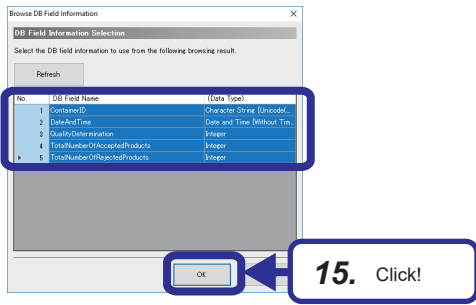 Browse DB Field Information
DB Field Information Selection
Select the DB field information to use from the following browsing result.
Refresh
No. DB Field Name (Data Type)
1 ContainerID Character String [Unicode(...
2 DateAndTime Date and Time [Without Tim...
3 QualityDetermination Integer
4 TotalNumberOfAcceptedProducts Integer
5 TotalNumberOfRejectedProducts Integer
OK
15. Click!